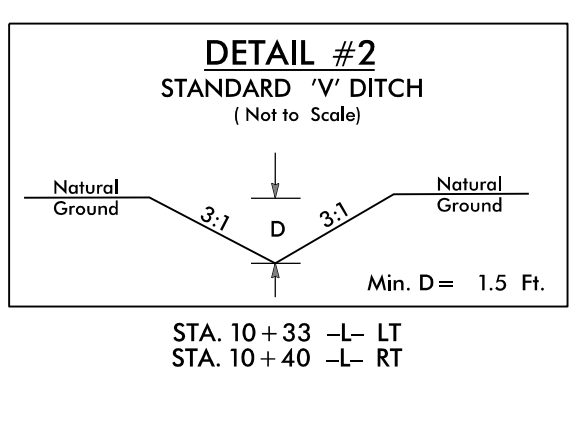 DETAIL #2
STANDARD 'V' DITCH
( Not to Scale)
Natural
Ground
3:1
D
3:1
Natural
Ground
Min. D= 1.5 Ft.
STA. 10+33 -L- LT
STA. 10+40 -L- RT